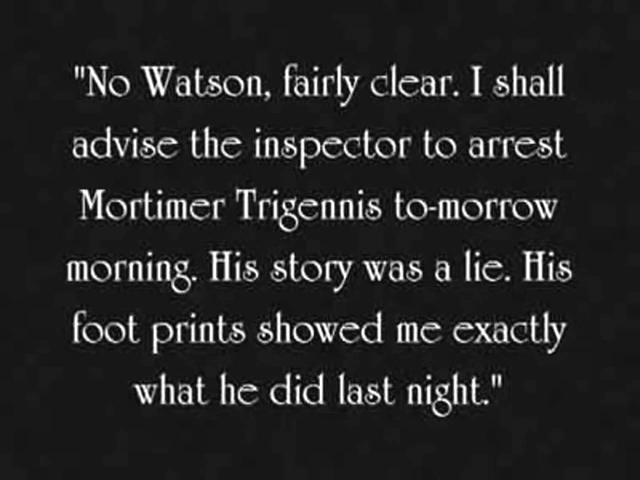 "No Watson, fairly clear. I shall
advise the inspector to arrest
Mortimer Trigennis to-morrow
morning. His story was a lie. His
foot prints showed me exactly
what he did last night."